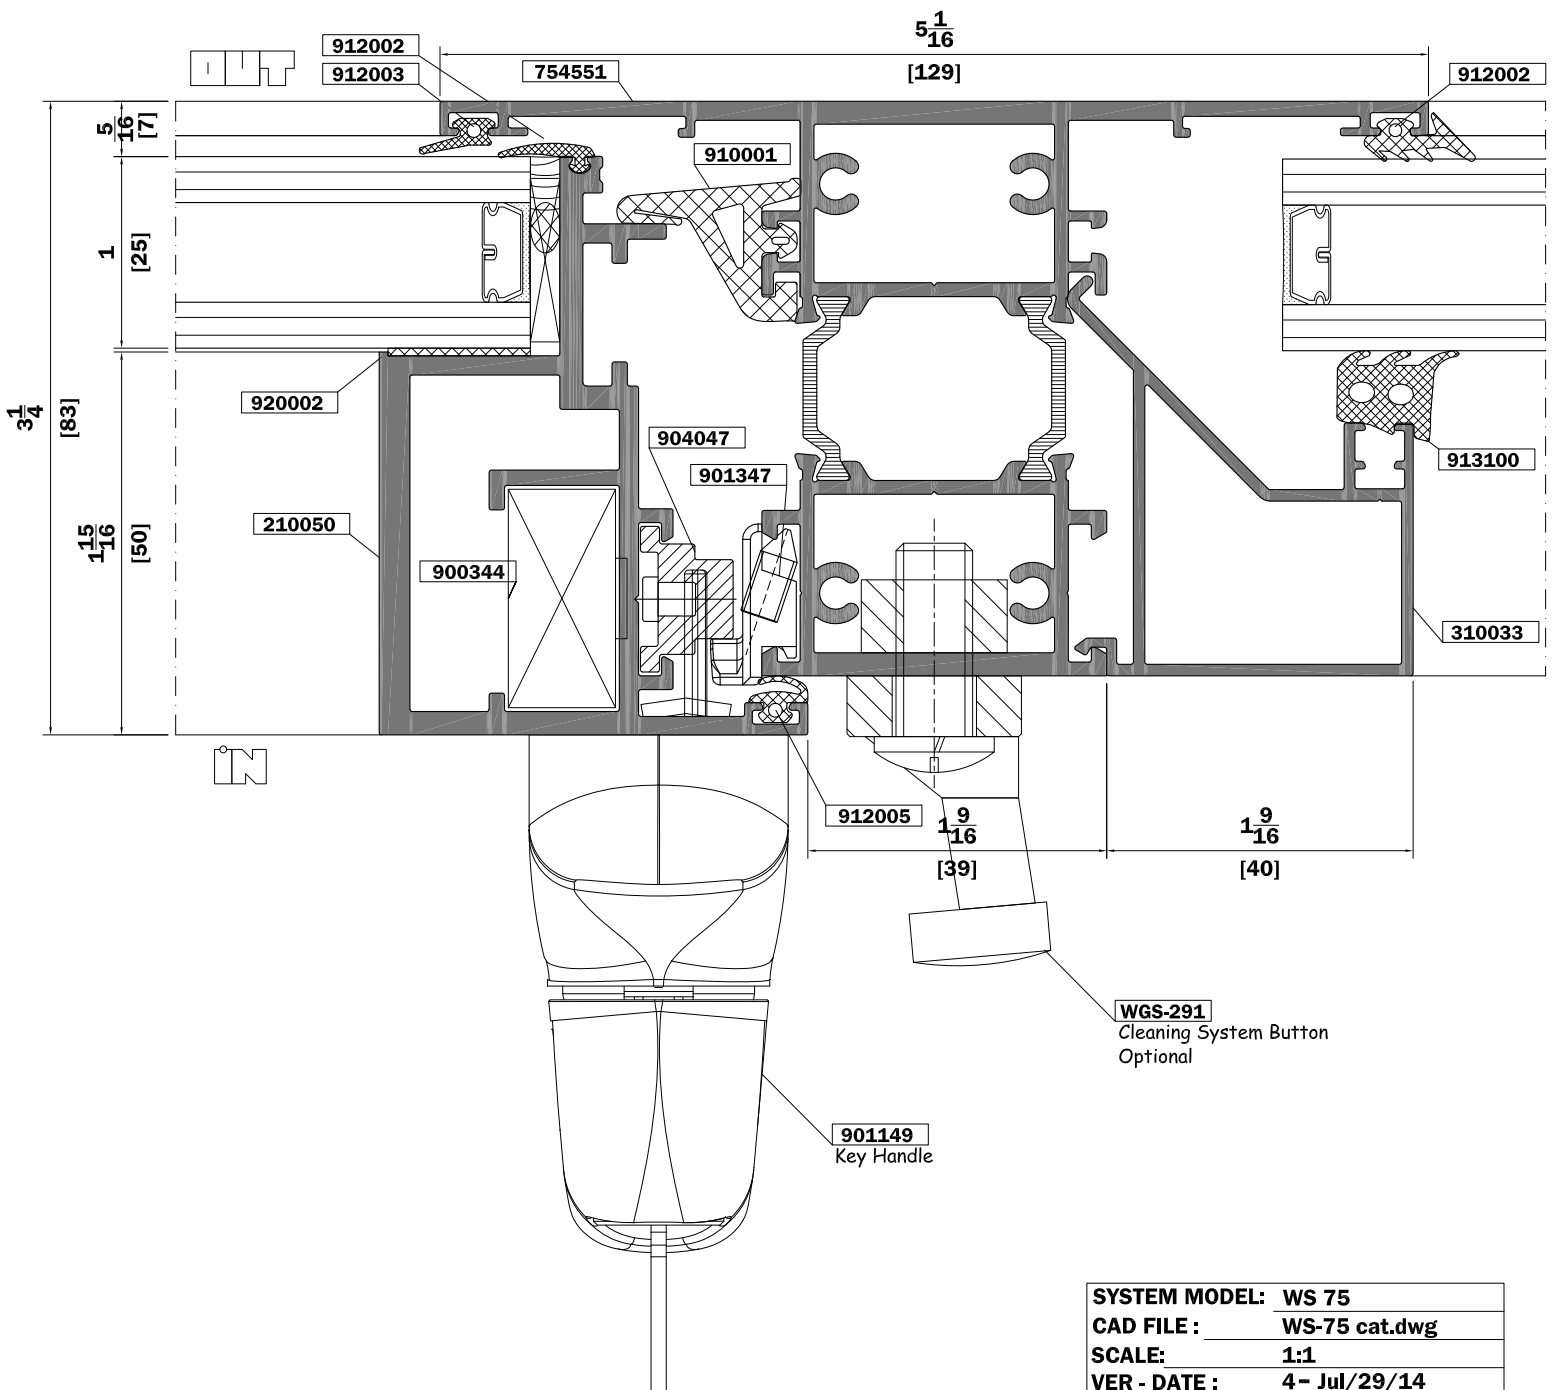 OUT
912002
912003
754551
5 1/16
[129]
912002
5/16
[7]
910001
1
[25]
3 1/4
[83]
920002
904047
901347
913100
210050
1 15/16
[50]
900344
310033
iN
912005
1 9/16
[39]
1 9/16
[40]
WGS-291
Cleaning System Button
Optional
901149
Key Handle
SYSTEM MODEL: WS 75
CAD FILE : WS-75 cat.dwg
SCALE: 1:1
VER - DATE : 4- Jul/29/14